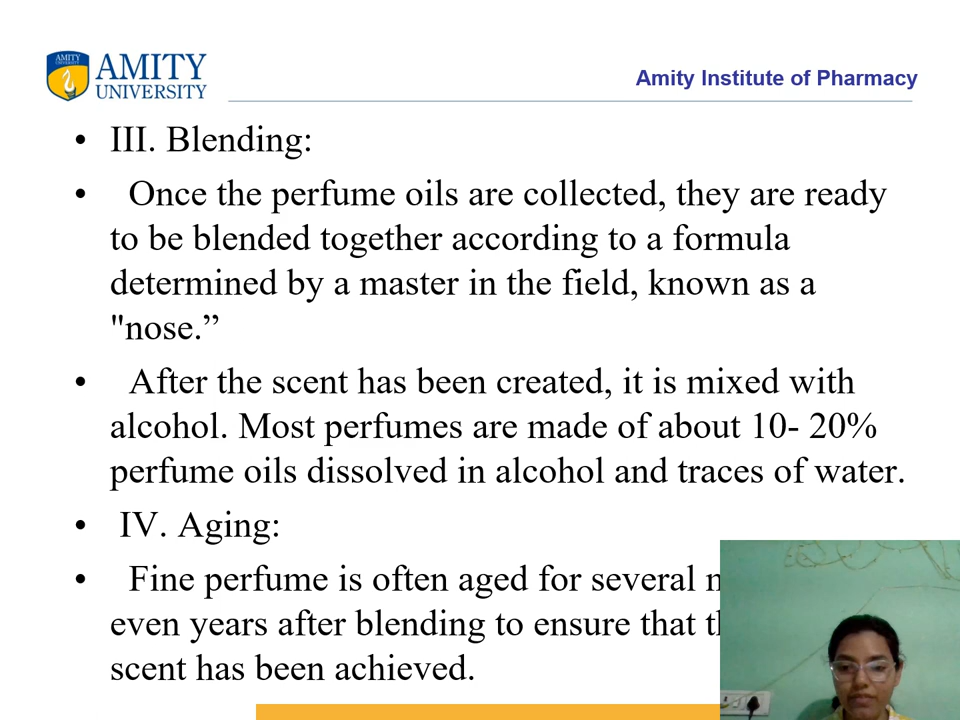 AMITY
AMITY
UNIVERSITY
Amity Institute of Pharmacy
• III. Blending:
• Once the perfume oils are collected, they are ready
to be blended together according to a formula
determined by a master in the field, known as a
"nose.”
• After the scent has been created, it is mixed with
alcohol. Most perfumes are made of about 10- 20%
perfume oils dissolved in alcohol and traces of water.
• IV. Aging:
• Fine perfume is often aged for several
even years after blending to ensure that
scent has been achieved.